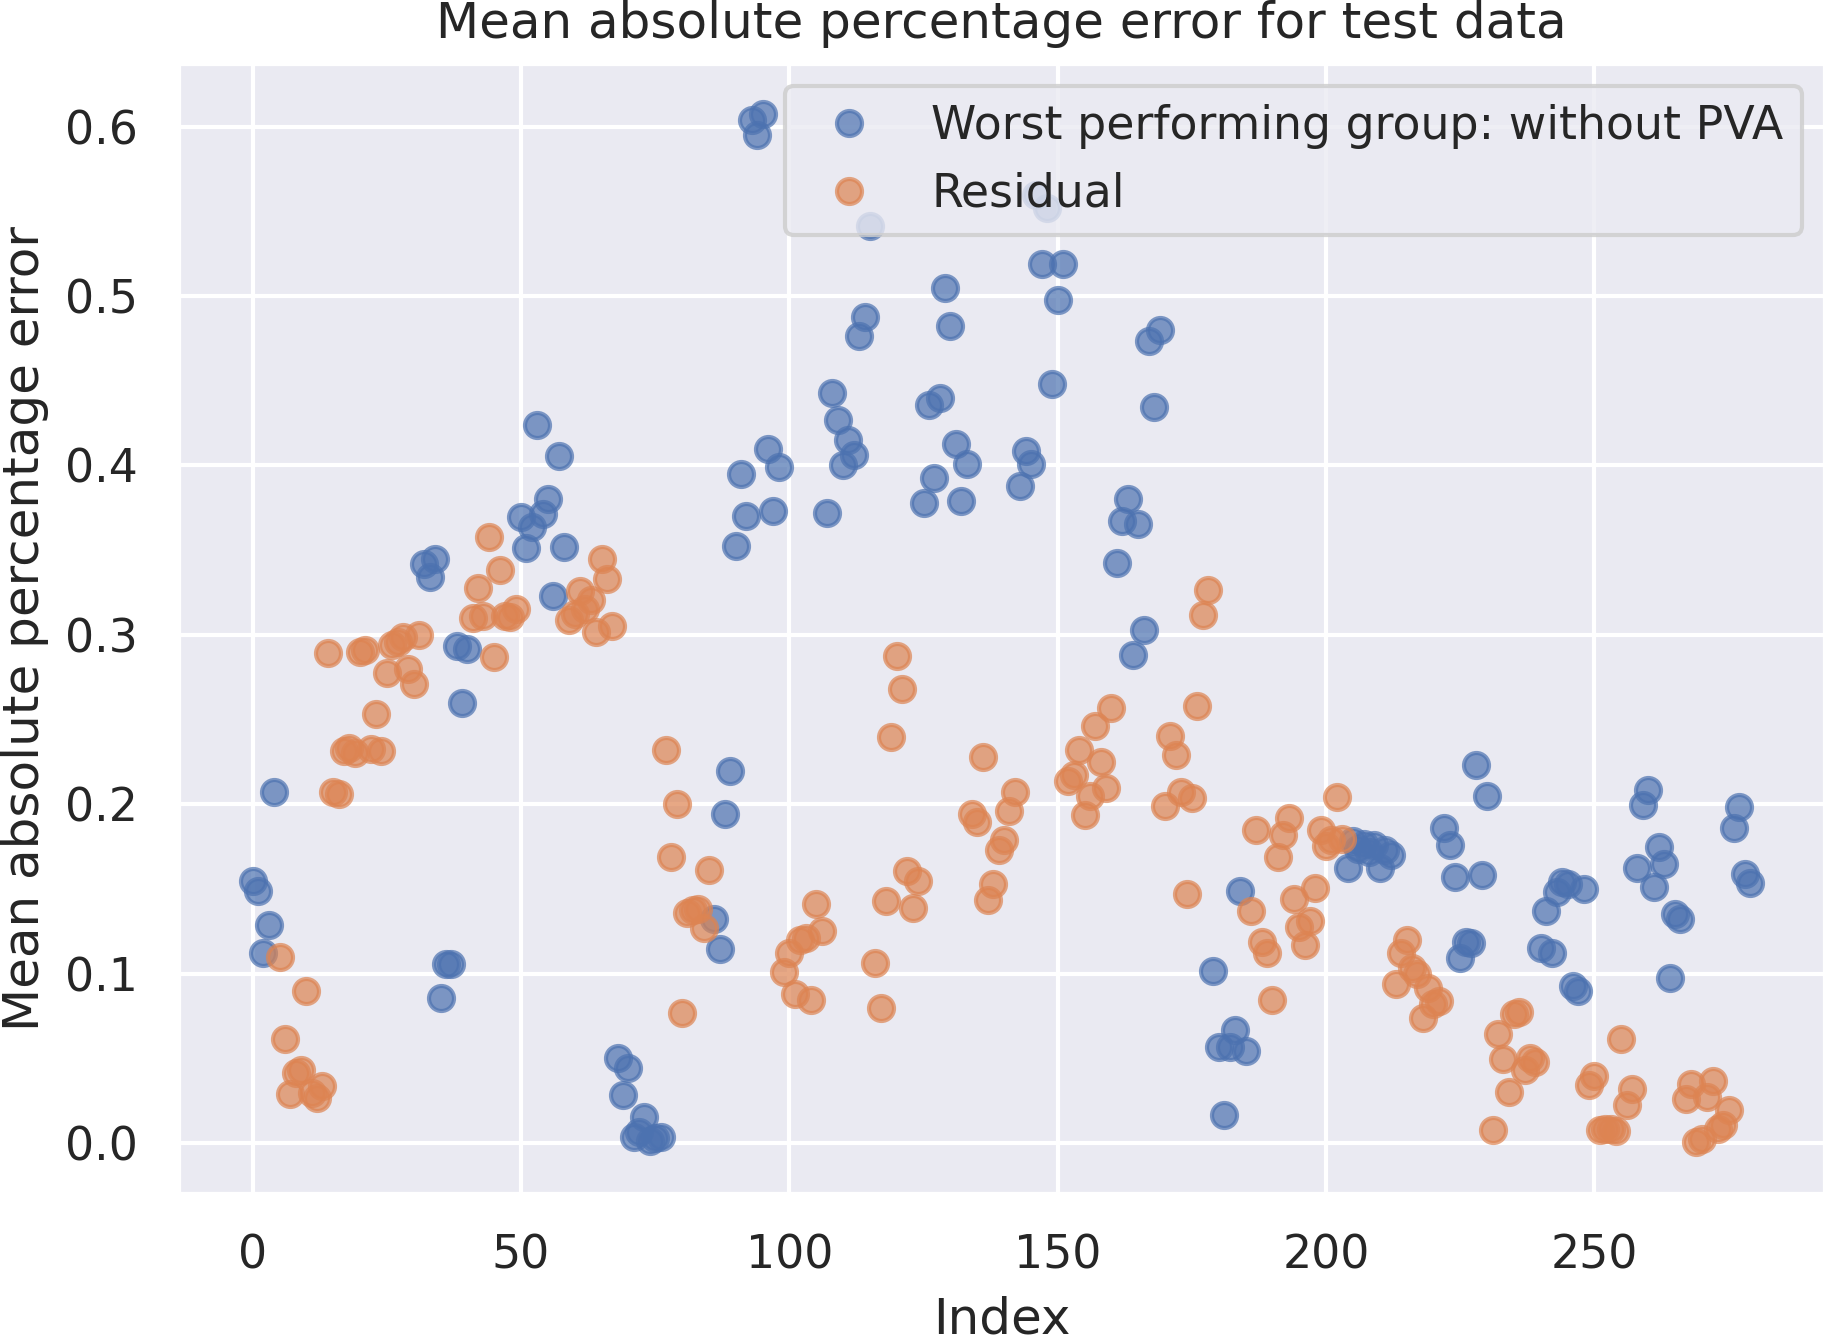 Mean absolute percentage error for test data
Worst performing group: without PVA
Residual
Mean absolute percentage error
0.6
0.5
0.4
0.3
0.2
0.1
0.0
0 50 100 150 200 250
Index